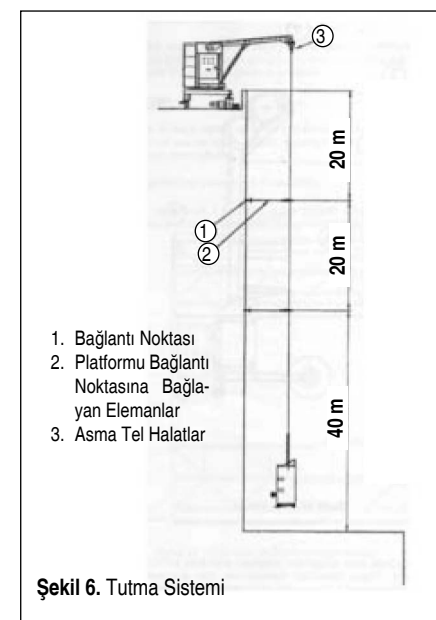 3
20 m
1
2
20 m
1. Bağlantı Noktası
2. Platformu Bağlantı
Noktasına Bağla-
yan Elemanlar
3. Asma Tel Halatlar
40 m
Şekil 6. Tutma Sistemi